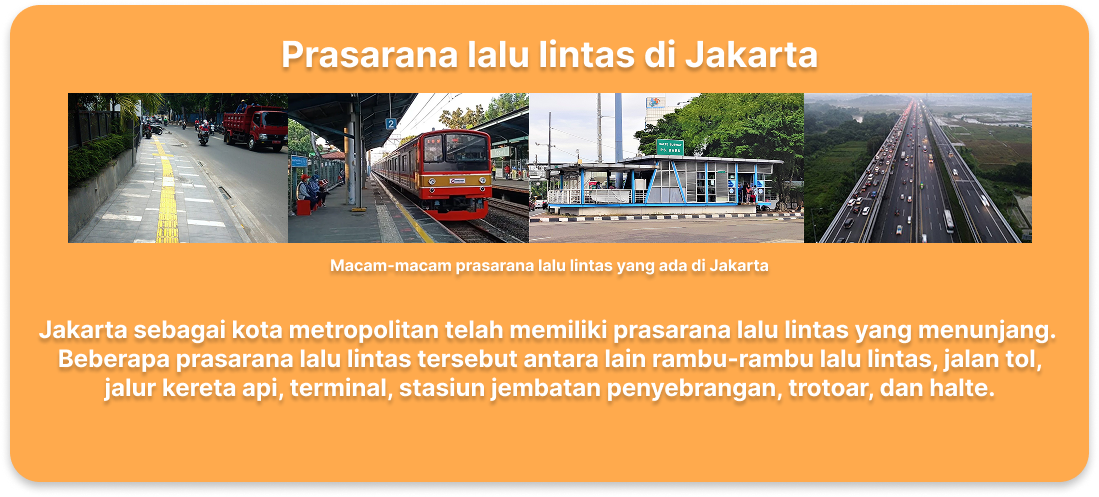 Prasarana lalu lintas di Jakarta
2
Macam-macam prasarana lalu lintas yang ada di Jakarta
Jakarta sebagai kota metropolitan telah memiliki prasarana lalu lintas yang menunjang.
Beberapa prasarana lalu lintas tersebut antara lain rambu-rambu lalu lintas, jalan tol,
jalur kereta api, terminal, stasiun jembatan penyebrangan, trotoar, dan halte.